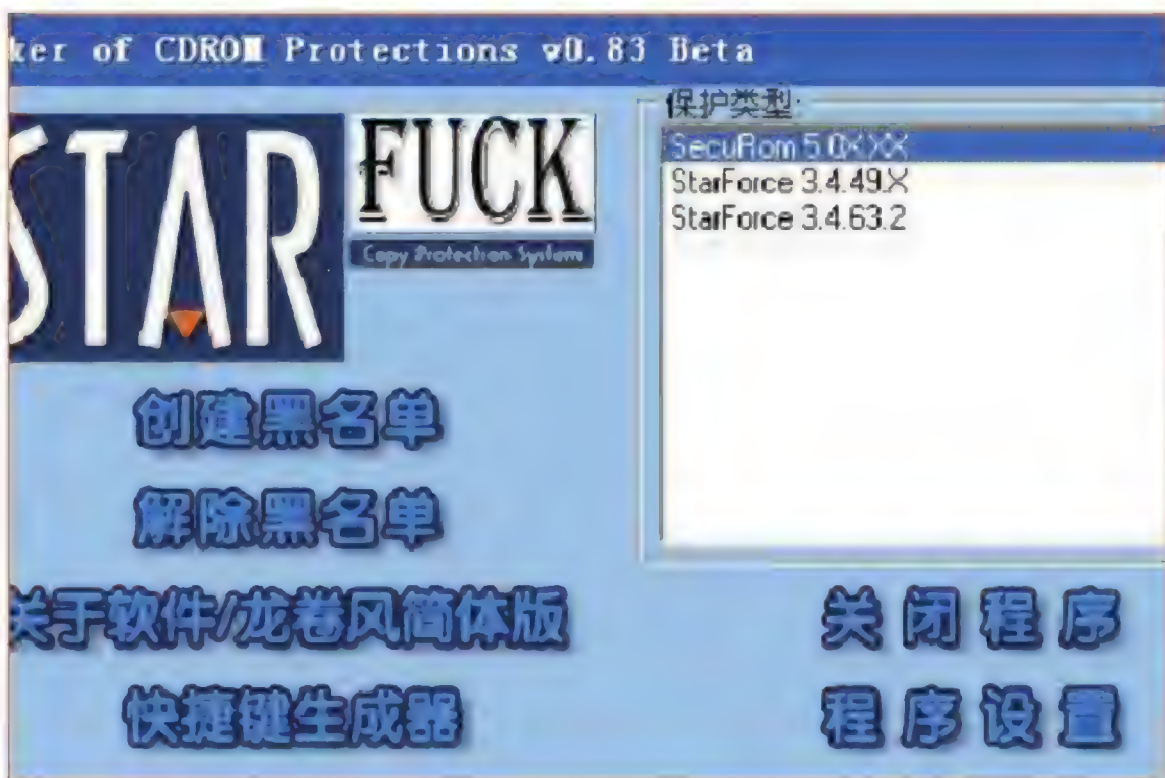 ker of CDROM Protections v0.83 Beta
STAR
FUCK
Copy Protection System
保护类型:
SecuRom 5.0X.XX
StarForce 3.4.49.X
StarForce 3.4.63.2
创建黑名单
解除黑名单
关于软件/龙卷风简体版
快捷键生成器
关闭程序
程序设置